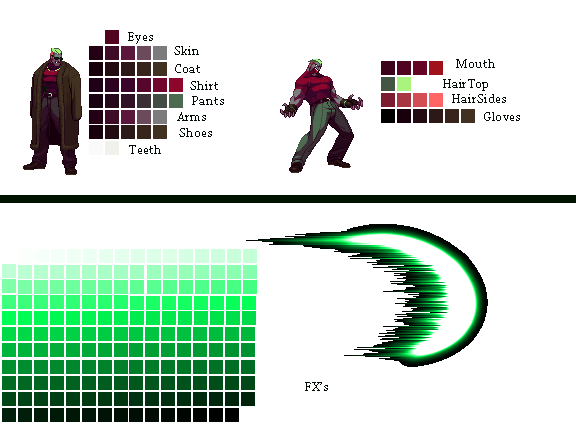 Eyes
Skin
Coat
Shirt
Pants
Arms
Shoes
Teeth
Mouth
HairTop
HairSides
Gloves
FX's